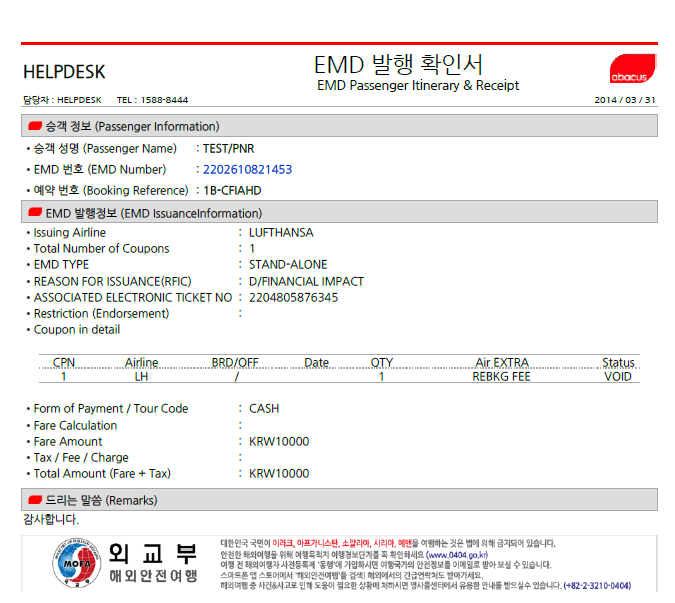 HELPDESK
EMD 발행 확인서
EMD Passenger Itinerary & Receipt
abacus
담당자 : HELPDESK TEL : 1588-8444
2014 / 03 / 31
승객 정보 (Passenger Information)
• 승객 성명 (Passenger Name) : TEST/PNR
• EMD 번호 (EMD Number) : 2202610821453
• 예약 번호 (Booking Reference) : 1B-CFIAHD
EMD 발행정보 (EMD IssuanceInformation)
• Issuing Airline : LUFTHANSA
• Total Number of Coupons : 1
• EMD TYPE : STAND-ALONE
• REASON FOR ISSUANCE(RFIC) : D/FINANCIAL IMPACT
• ASSOCIATED ELECTRONIC TICKET NO : 2204805876345
• Restriction (Endorsement) :
• Coupon in detail
CPN Airline BRD/OFF Date QTY Air EXTRA Status
1 LH / 1 REBKG FEE VOID
• Form of Payment / Tour Code : CASH
• Fare Calculation :
• Fare Amount : KRW10000
• Tax / Fee / Charge :
• Total Amount (Fare + Tax) : KRW10000
드리는 말씀 (Remarks)
감사합니다.
MOFA
외교부
해외안전여행
대한민국 국민이 이라크, 아프가니스탄, 소말리아, 시리아, 예멘을 여행하는 것은 법에 의해 금지되어 있습니다.
안전한 해외여행을 위해 여행목적지 여행경보단계를 꼭 확인하세요 (www.0404.go.kr)
여행 전 해외여행자 사전등록제 '동행'에 가입하시면 여행국가의 안전정보를 이메일로 받아 보실 수 있습니다.
스마트폰 앱 스토어에서 '해외안전여행'을 검색! 해외에서의 긴급연락처도 받아가세요.
해외여행 중 사건&사고로 인해 도움이 필요한 상황에 처하시면 영사콜센터에서 유용한 안내를 받으실수 있습니다. (+82-2-3210-0404)